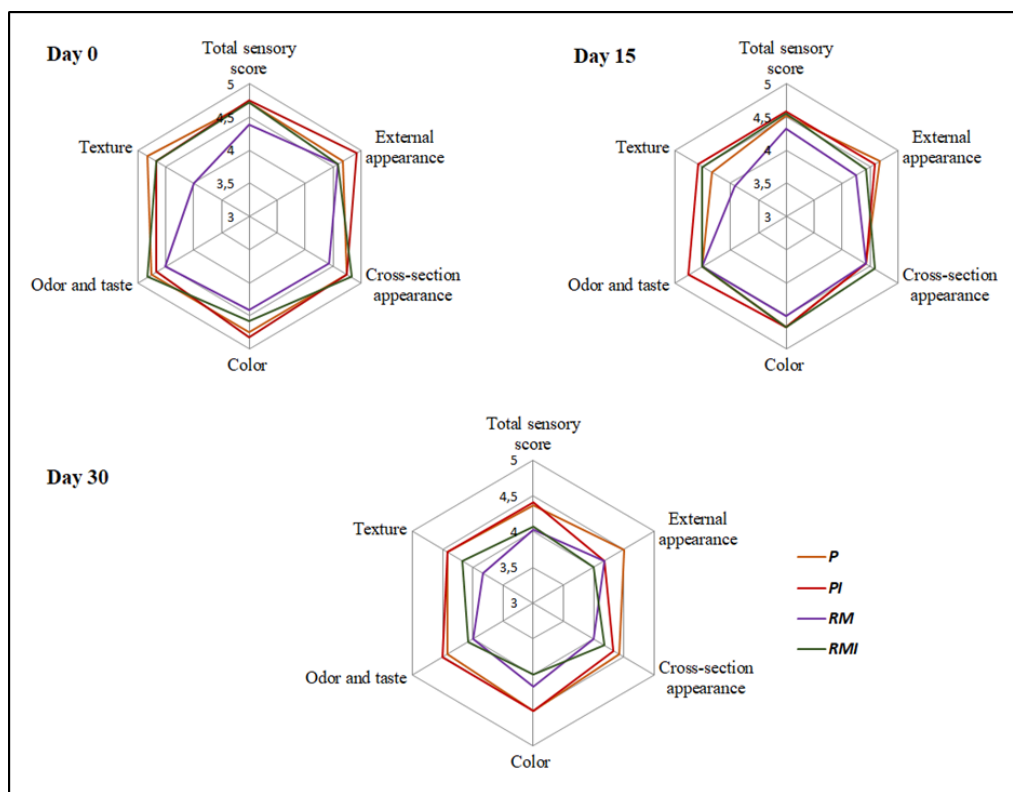 Day 0
Total sensory
score
5
4,5
4
3,5
3
External
appearance
Cross-section
appearance
Color
Odor and taste
Texture
Day 15
Total sensory
score
5
4,5
4
3,5
3
External
appearance
Cross-section
appearance
Color
Odor and taste
Texture
Day 30
Total sensory
score
5
4,5
4
3,5
3
External
appearance
Cross-section
appearance
Color
Odor and taste
Texture
P
PI
RM
RMI